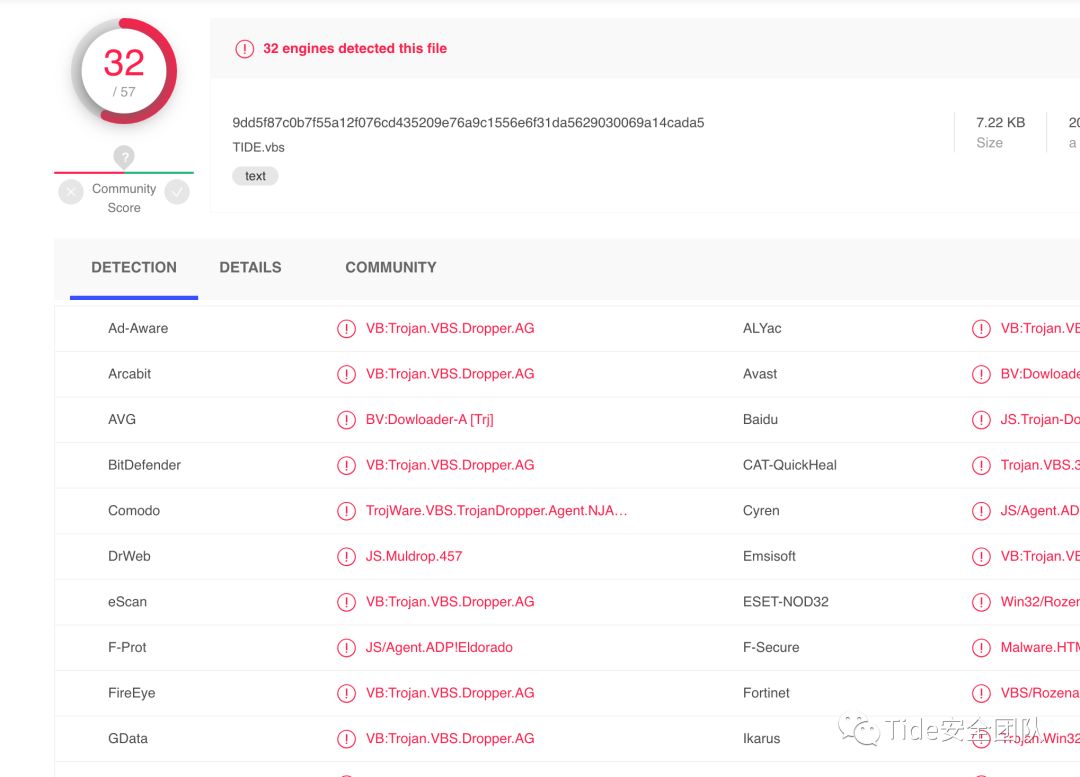 32
/ 57
?
Community
Score
32 engines detected this file
9dd5f87c0b7f55a12f076cd435209e76a9c1556e6f31da5629030069a14cada5
TIDE.vbs
text
7.22 KB
Size
20
a
DETECTION DETAILS COMMUNITY
Ad-Aware VB:Trojan.VBS.Dropper.AG ALYac VB:Trojan.VB
Arcabit VB:Trojan.VBS.Dropper.AG Avast BV:Dowloade
AVG BV:Dowloader-A [Trj] Baidu JS.Trojan-Do
BitDefender VB:Trojan.VBS.Dropper.AG CAT-QuickHeal Trojan.VBS.3
Comodo TrojWare.VBS.TrojanDropper.Agent.NJA… Cyren JS/Agent.AD
DrWeb JS.Muldrop.457 Emsisoft VB:Trojan.VB
eScan VB:Trojan.VBS.Dropper.AG ESET-NOD32 Win32/Rozen
F-Prot JS/Agent.ADP!Eldorado F-Secure Malware.HTM
FireEye VB:Trojan.VBS.Dropper.AG Fortinet VBS/Rozena
GData VB:Trojan.VBS.Dropper.AG Ikarus Trojan.Win32
Tide安全团队